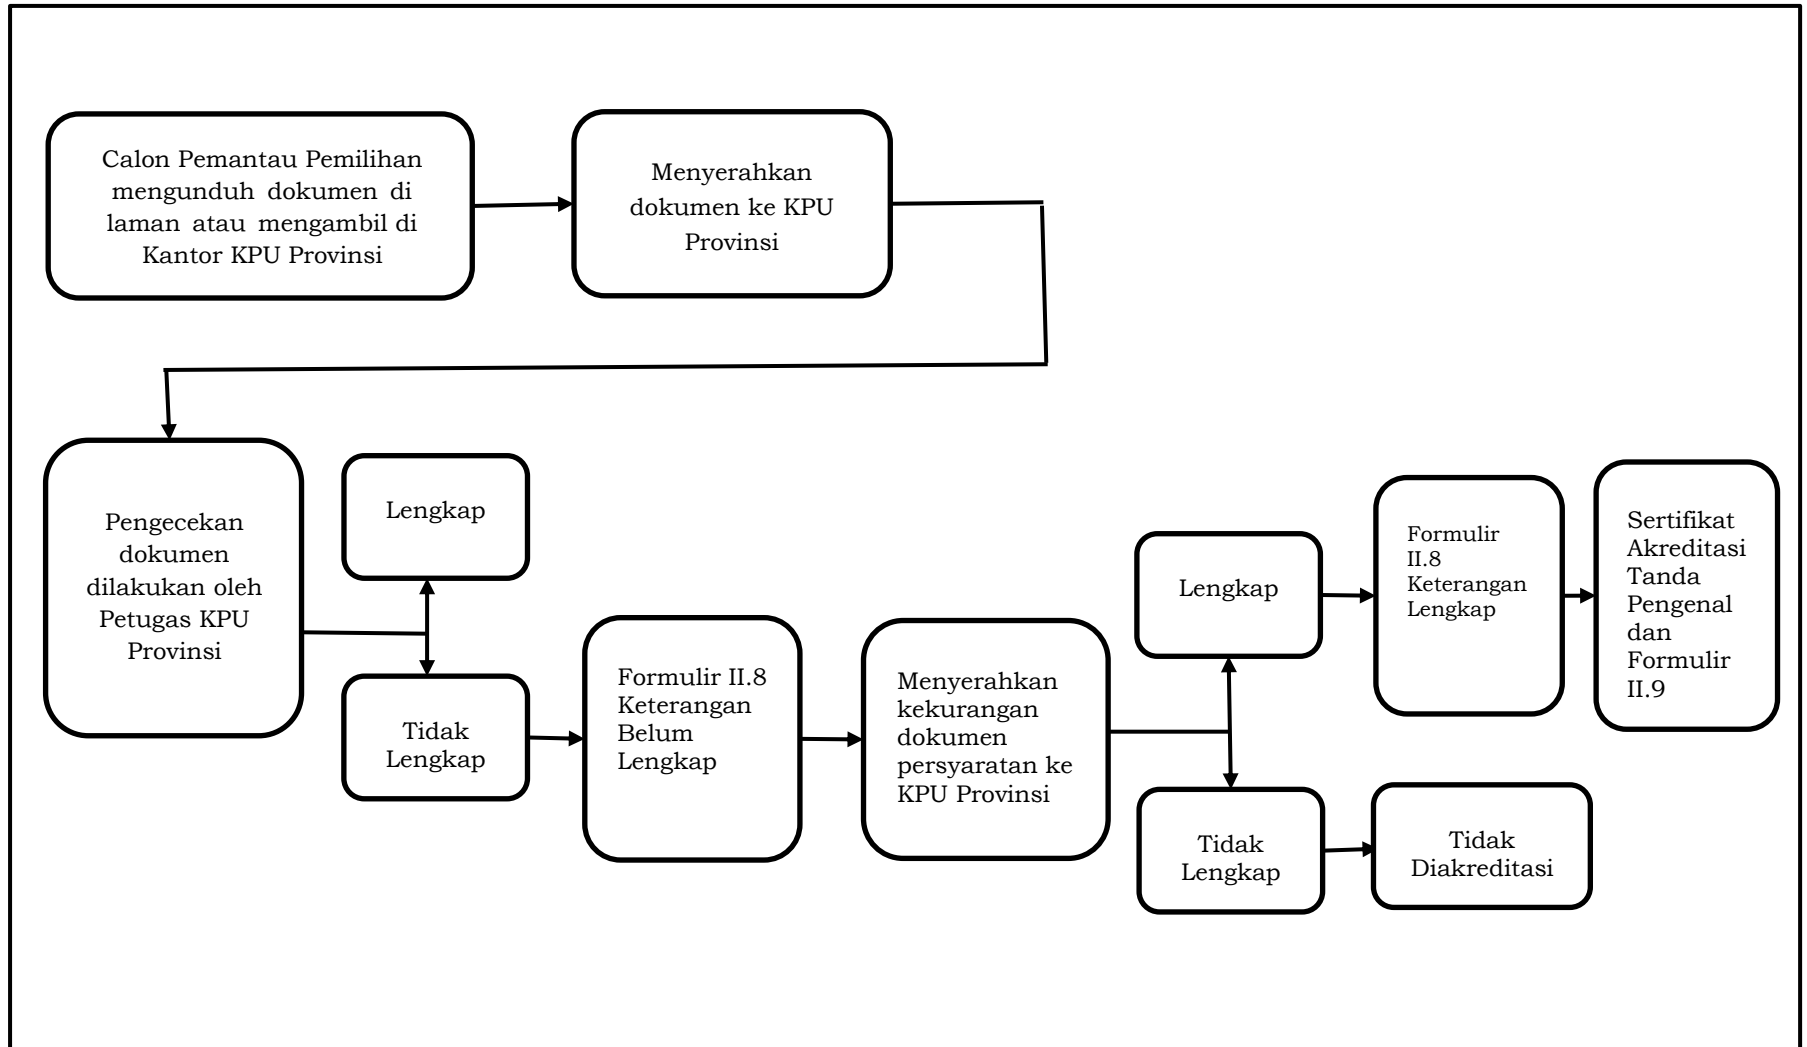 Calon Pemantau Pemilihan
mengunduh dokumen di
laman atau mengambil di
Kantor KPU Provinsi
Menyerahkan
dokumen ke KPU
Provinsi
Pengecekan
dokumen
dilakukan oleh
Petugas KPU
Provinsi
Lengkap
Tidak
Lengkap
Formulir II.8
Keterangan
Belum
Lengkap
Menyerahkan
kekurangan
dokumen
persyaratan ke
KPU Provinsi
Lengkap
Formulir
II.8
Keterangan
Lengkap
Sertifikat
Akreditasi
Tanda
Pengenal
dan
Formulir
II.9
Tidak
Lengkap
Tidak
Diakreditasi